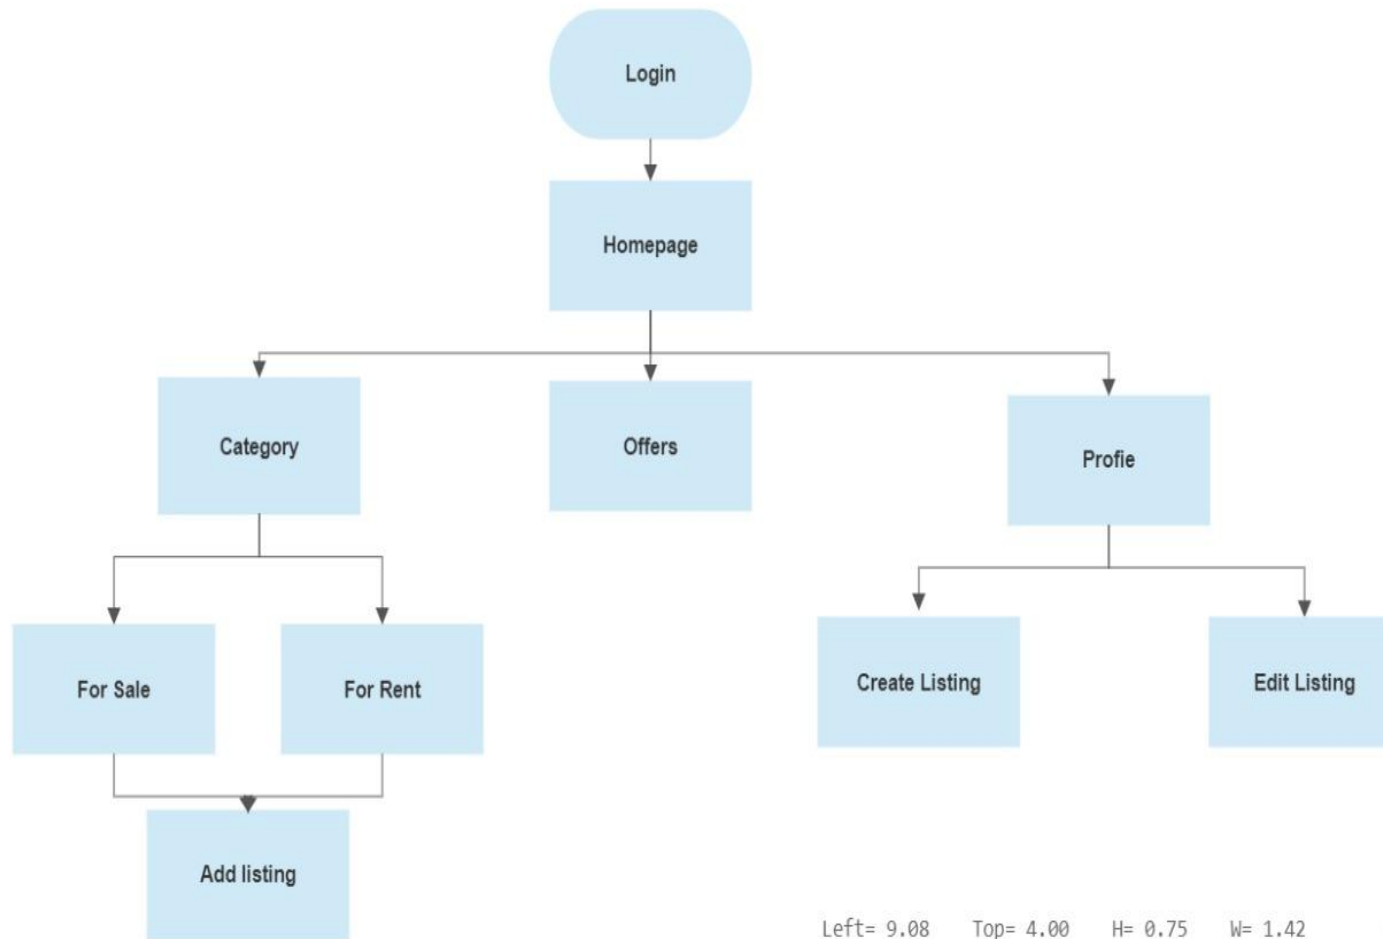 Login
Homepage
Category
Offers
Profie
For Sale
For Rent
Create Listing
Edit Listing
Add listing
Left= 9.08 Top= 4.00 H= 0.75 W= 1.42